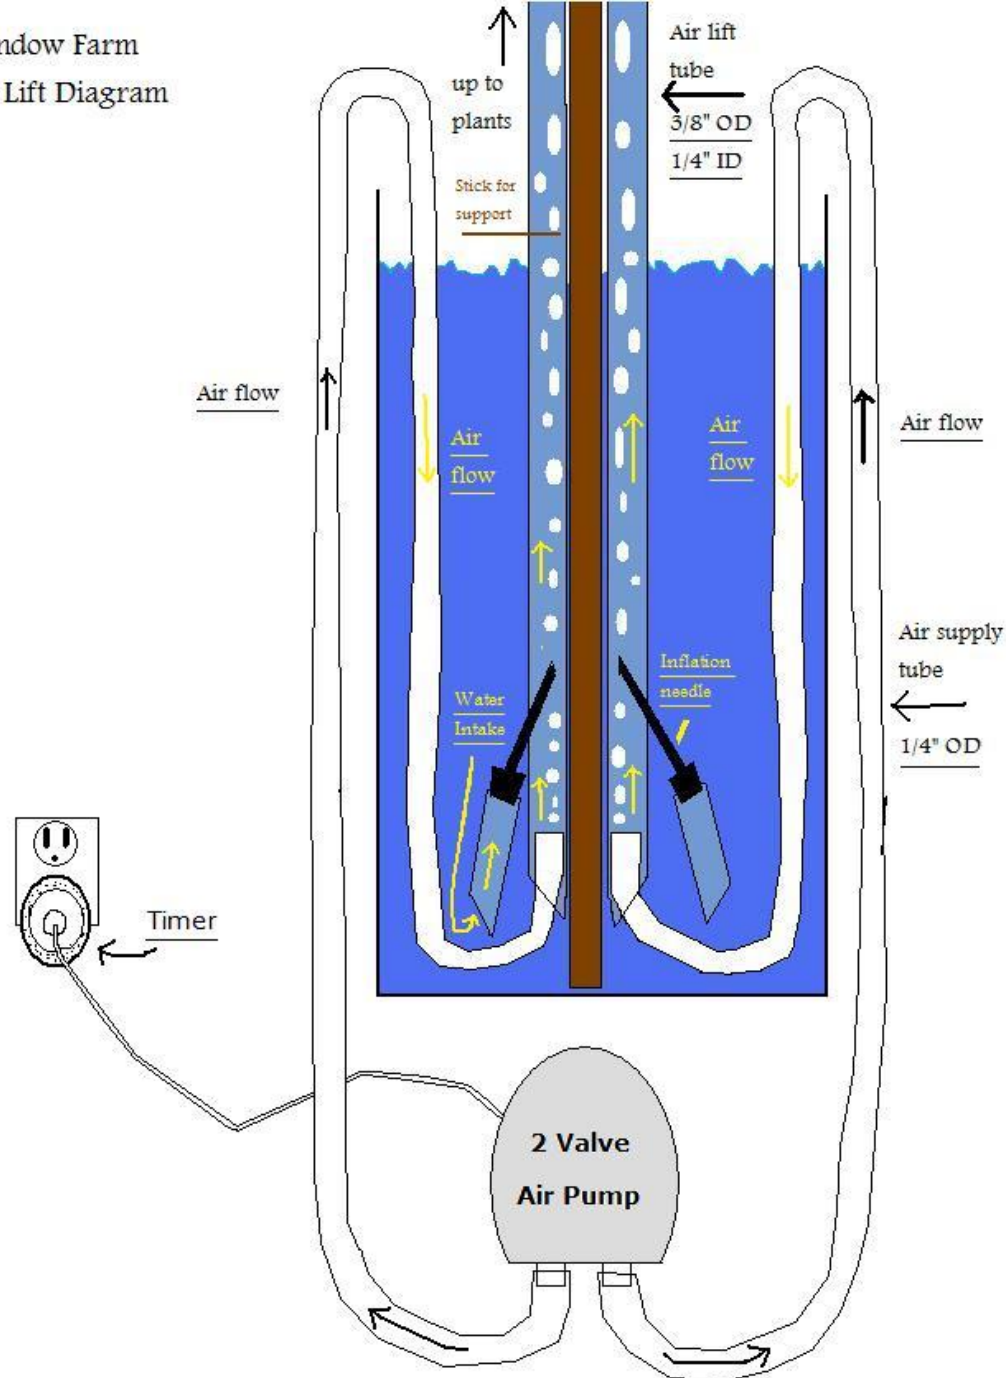 ndow Farm
Lift Diagram
up to
plants
Air lift
tube
3/8" OD
1/4" ID
Stick for
support
Air flow
Air
flow
Air
flow
Air flow
Air supply
tube
1/4" OD
Inflation
needle
Water
Intake
Timer
2 Valve
Air Pump